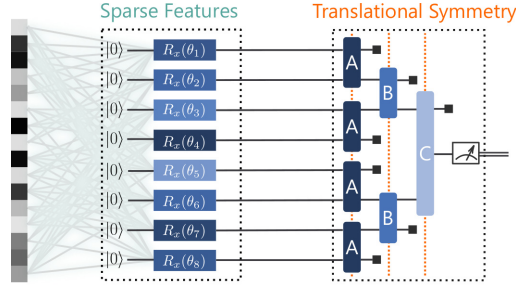 Sparse Features
Translational Symmetry
|0⟩ Rₓ(θ₁)
|0⟩ Rₓ(θ₂)
|0⟩ Rₓ(θ₃)
|0⟩ Rₓ(θ₄)
|0⟩ Rₓ(θ₅)
|0⟩ Rₓ(θ₆)
|0⟩ Rₓ(θ₇)
|0⟩ Rₓ(θ₈)
A
A
A
A
B
B
C